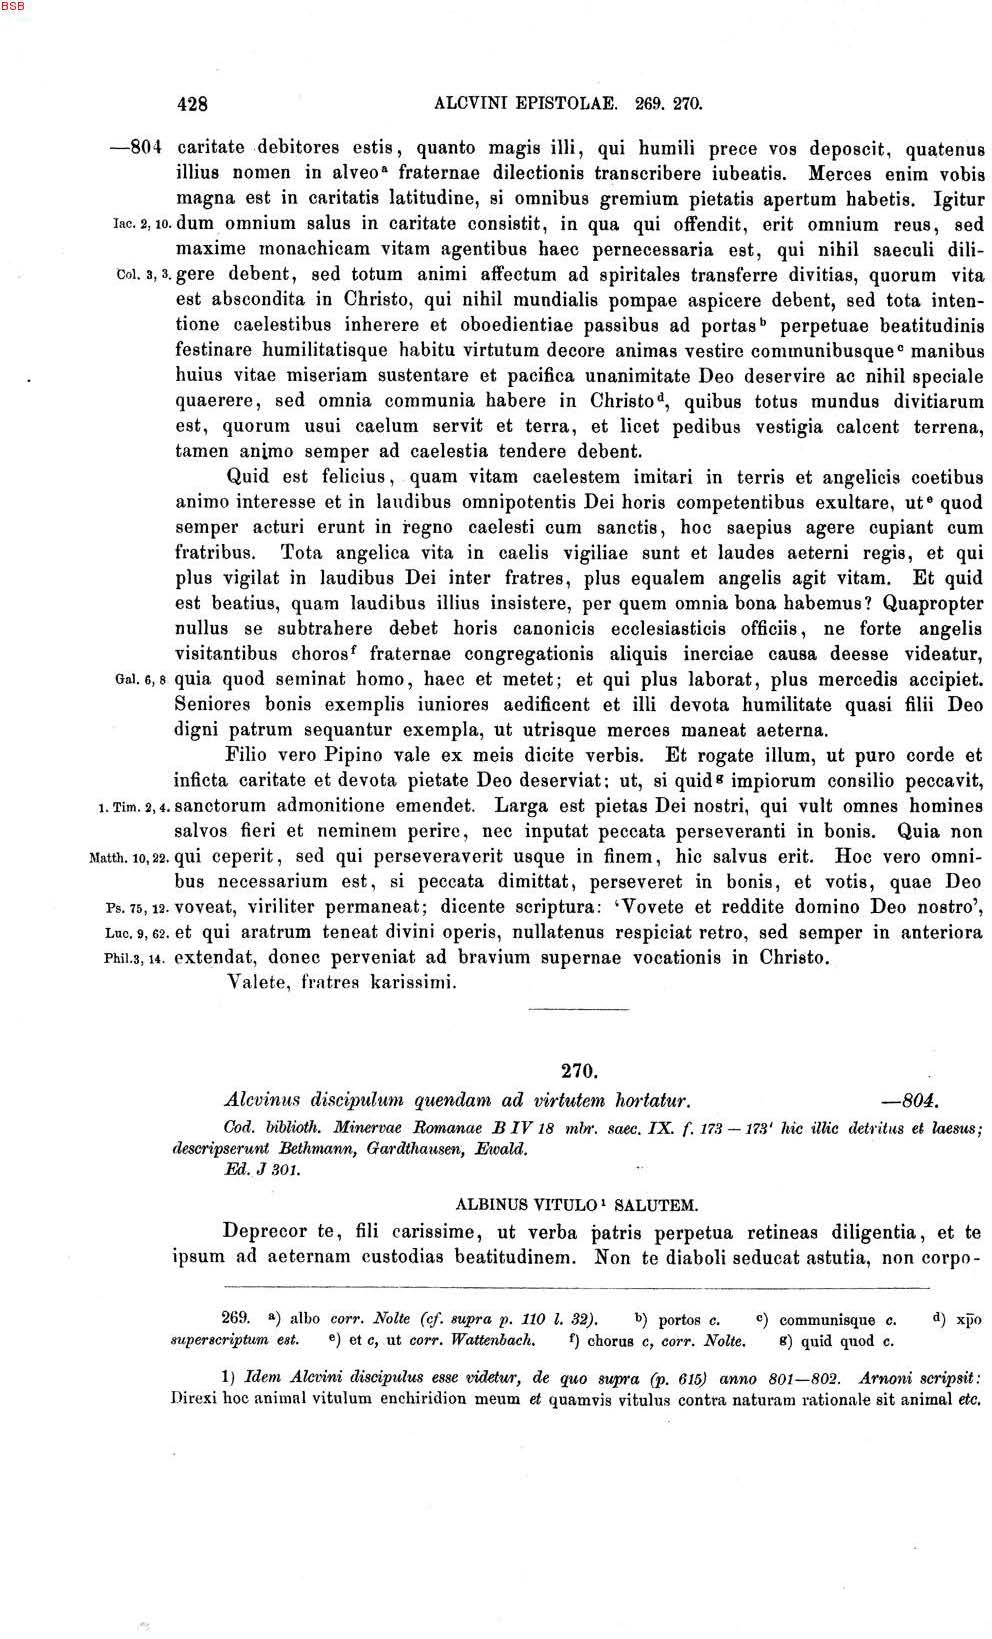 BSB
428 ALCVINI EPISTOLAE. 269. 270.
—804 caritate debitores estis, quanto magis illi, qui humili prece vos deposcit, quatenus
illius nomen in alveo a fraternae dilectionis transcribere iubeatis. Merces enim vobis
magna est in caritatis latitudine, si omnibus gremium pietatis apertum habetis. Igitur
Iac. 2, 10. dum omnium salus in caritate consistit, in qua qui offendit, erit omnium reus, sed
maxime monachicam vitam agentibus haec pernecessaria est, qui nihil saeculi dili-
Col. 3, 3. gere debent, sed totum animi affectum ad spiritales transferre divitias, quorum vita
est abscondita in Christo, qui nihil mundialis pompae aspicere debent, sed tota inten-
tione caelestibus inherere et oboedientiae passibus ad portas b perpetuae beatitudinis
festinare humilitatisque habitu virtutum decore animas vestire communibusque c manibus
huius vitae miseriam sustentare et pacifica unanimitate Deo deservire ac nihil speciale
quaerere, sed omnia communia habere in Christo d, quibus totus mundus divitiarum
est, quorum usui caelum servit et terra, et licet pedibus vestigia calcent terrena,
tamen animo semper ad caelestia tendere debent.
Quid est felicius, quam vitam caelestem imitari in terris et angelicis coetibus
animo interesse et in laudibus omnipotentis Dei horis competentibus exultare, ut e quod
semper acturi erunt in regno caelesti cum sanctis, hoc saepius agere cupiant cum
fratribus. Tota angelica vita in caelis vigiliae sunt et laudes aeterni regis, et qui
plus vigilat in laudibus Dei inter fratres, plus equalem angelis agit vitam. Et quid
est beatius, quam laudibus illius insistere, per quem omnia bona habemus? Quapropter
nullus se subtrahere debet horis canonicis ecclesiasticis officiis, ne forte angelis
visitantibus choros f fraternae congregationis aliquis inerciae causa deesse videatur,
Gal. 6, 8 quia quod seminat homo, haec et metet; et qui plus laborat, plus mercedis accipiet.
Seniores bonis exemplis iuniores aedificent et illi devota humilitate quasi filii Deo
digni patrum sequantur exempla, ut utrisque merces maneat aeterna.
Filio vero Pipino vale ex meis dicite verbis. Et rogate illum, ut puro corde et
inficta caritate et devota pietate Deo deserviat; ut, si quid g impiorum consilio peccavit,
1. Tim. 2, 4. sanctorum admonitione emendet. Larga est pietas Dei nostri, qui vult omnes homines
salvos fieri et neminem perire, nec inputat peccata perseveranti in bonis. Quia non
Matth. 10, 22. qui ceperit, sed qui perseveraverit usque in finem, hic salvus erit. Hoc vero omni-
bus necessarium est, si peccata dimittat, perseveret in bonis, et votis, quae Deo
Ps. 75, 12. voveat, viriliter permaneat; dicente scriptura: 'Vovete et reddite domino Deo nostro',
Luc. 9, 62. et qui aratrum teneat divini operis, nullatenus respiciat retro, sed semper in anteriora
Phil. 3, 14. extendat, donec perveniat ad bravium supernae vocationis in Christo.
Valete, fratres karissimi.
270.
Alcvinus discipulum quendam ad virtutem hortatur. —804.
Cod. biblioth. Minervae Romanae B IV 18 mbr. saec. IX. f. 173 — 173' hic illic detritus et laesus;
descripserunt Bethmann, Gardthausen, Ewald.
Ed. J 301.
ALBINUS VITULO 1 SALUTEM.
Deprecor te, fili carissime, ut verba patris perpetua retineas diligentia, et te
ipsum ad aeternam custodias beatitudinem. Non te diaboli seducat astutia, non corpo-
269. a) albo corr. Nolte (cf. supra p. 110 l. 32). b) portos c. c) communisque c. d) xp̄o
superscriptum est. e) et c, ut corr. Wattenbach. f) chorus c, corr. Nolte. g) quid quod c.
1) Idem Alcvini discipulus esse videtur, de quo supra (p. 615) anno 801—802. Arnoni scripsit:
Direxi hoc animal vitulum enchiridion meum et quamvis vitulus contra naturam rationale sit animal etc.